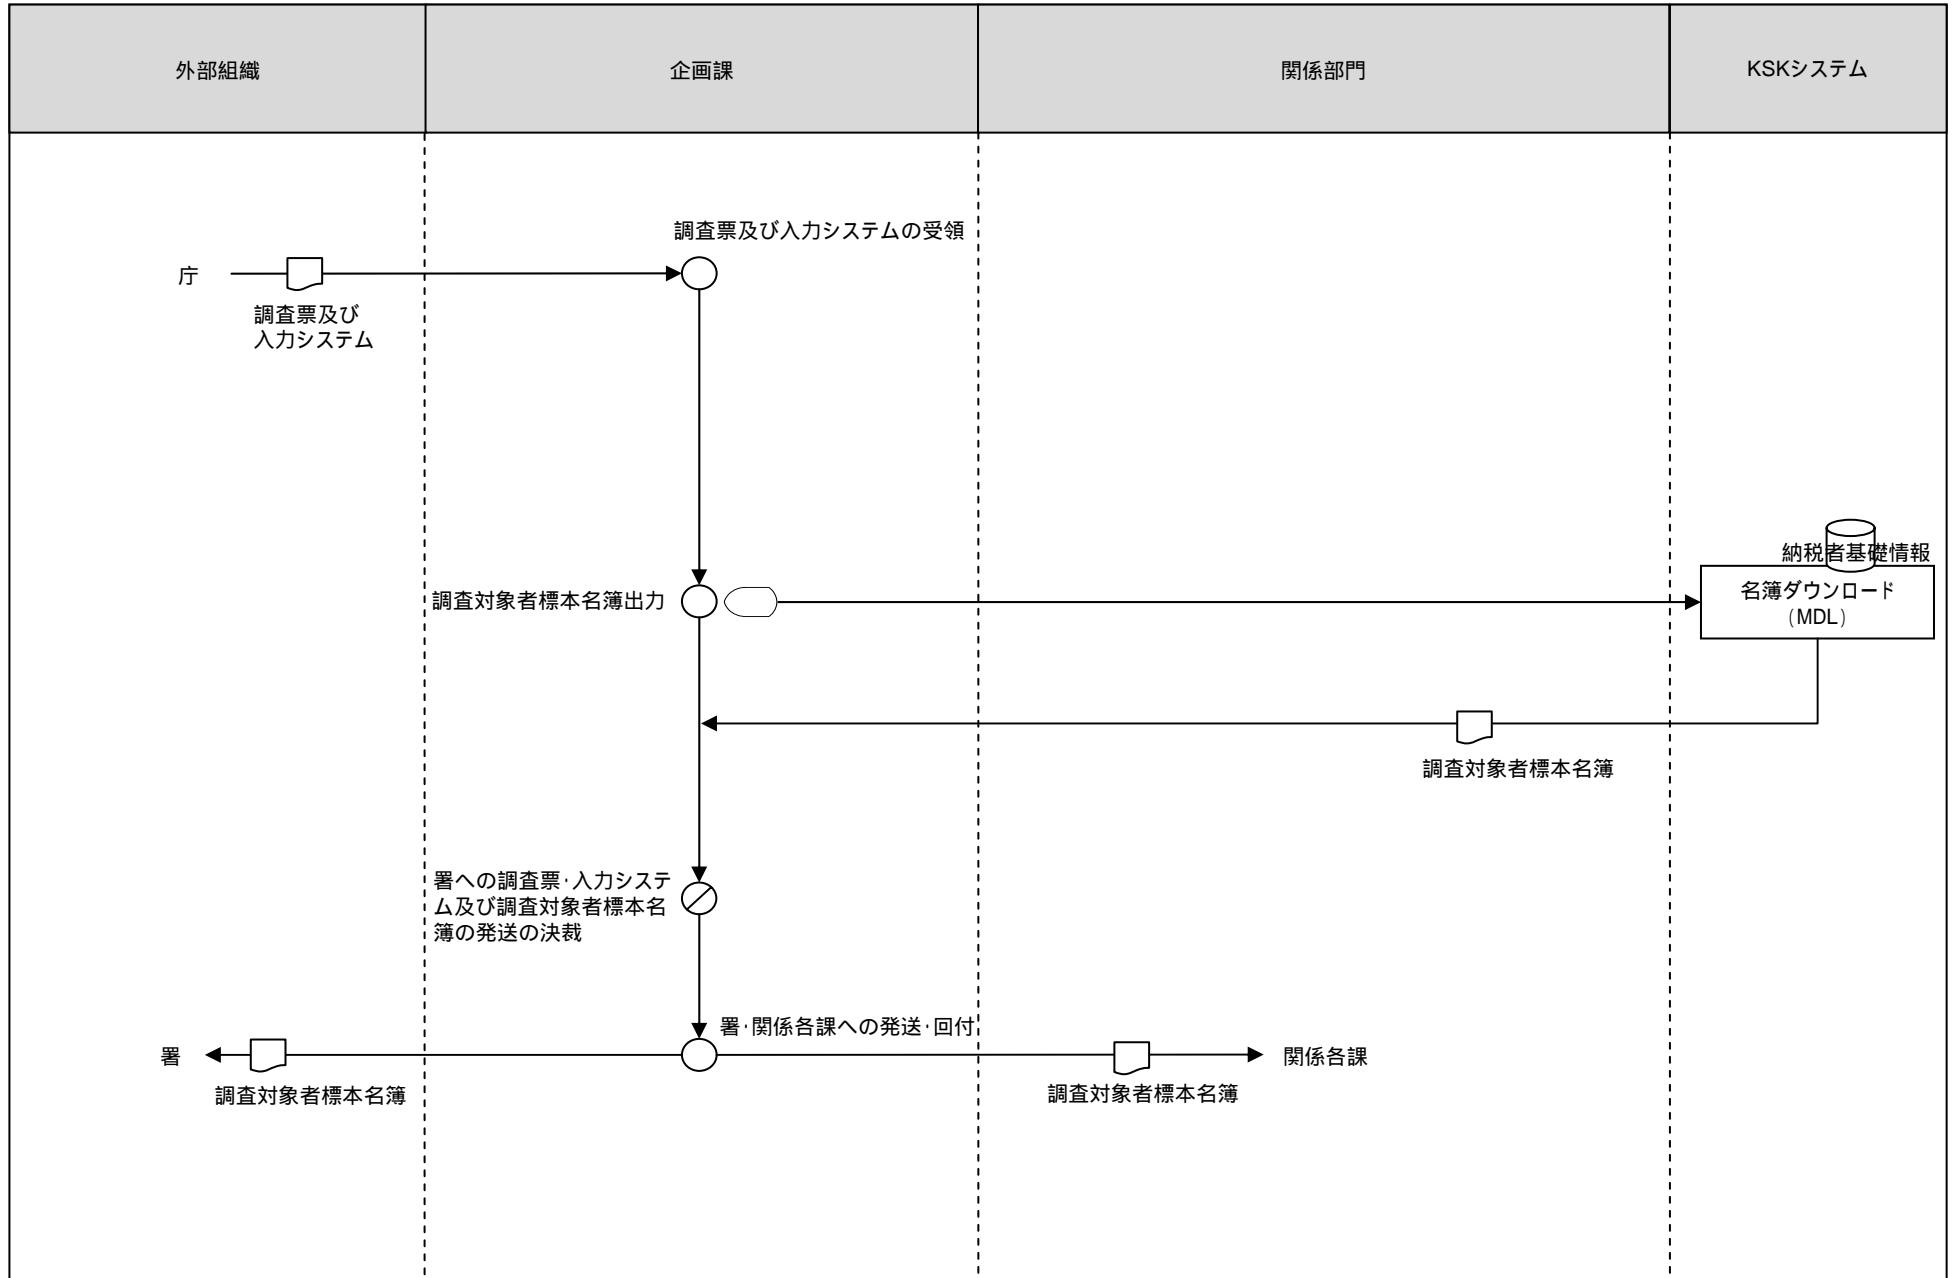 外部組織
企画課
関係部門
KSKシステム
調査票及び入力システムの受領
庁
調査票及び
入力システム
納税者基礎情報
調査対象者標本名簿出力
名簿ダウンロード
(MDL)
調査対象者標本名簿
署への調査票・入力システ
ム及び調査対象者標本名
簿の発送の決裁
署・関係各課への発送・回付
署
関係各課
調査対象者標本名簿
調査対象者標本名簿